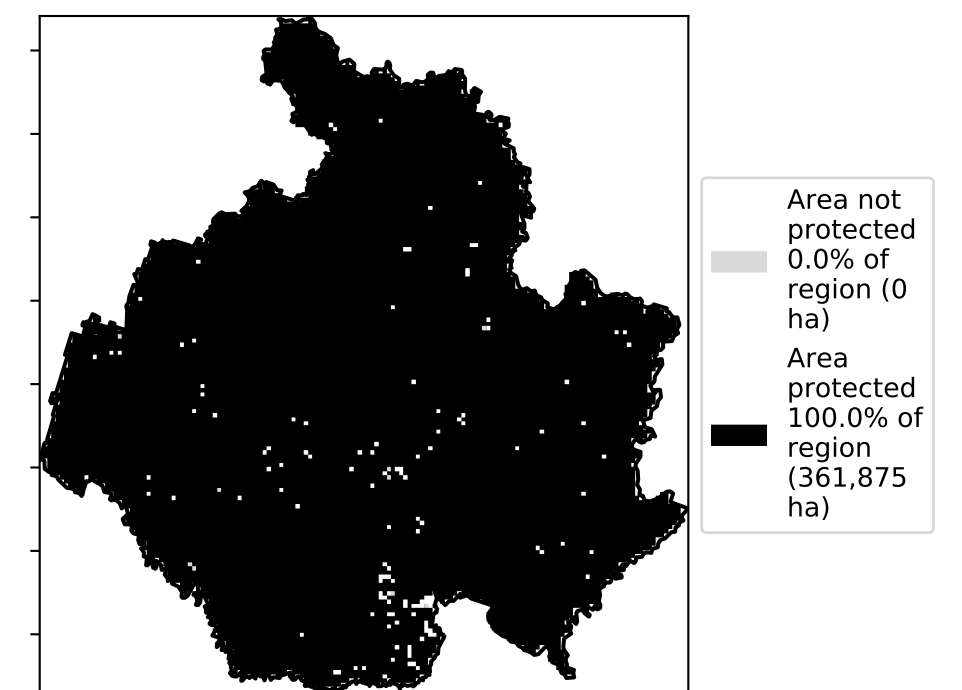 Area not
protected
0.0% of
region (0
ha)
Area
protected
100.0% of
region
(361,875
ha)